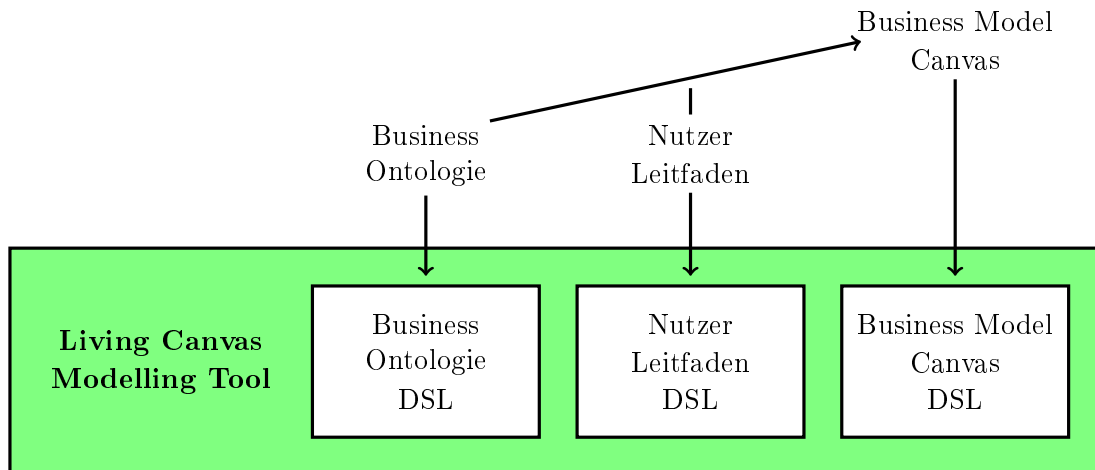 Business Model
Canvas
Business
Ontologie
Nutzer
Leitfaden
Living Canvas
Modelling Tool
Business
Ontologie
DSL
Nutzer
Leitfaden
DSL
Business Model
Canvas
DSL